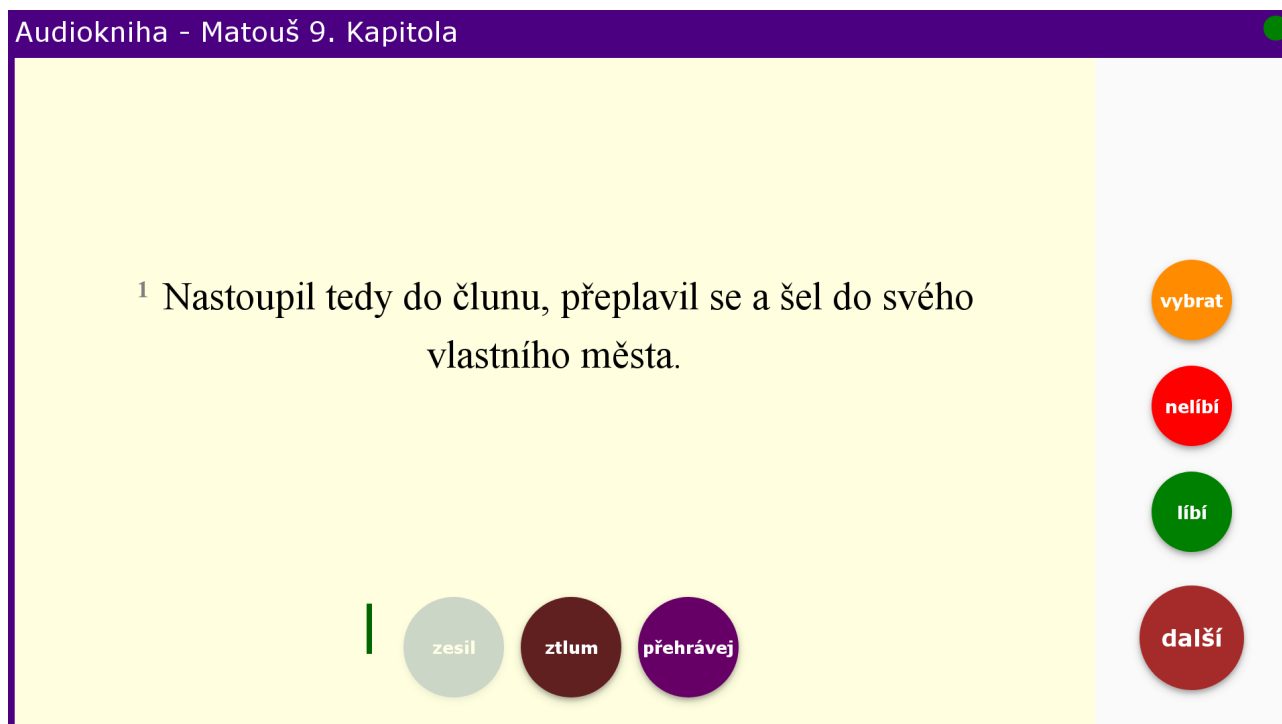 Audiokniha - Matouš 9. Kapitola
1 Nastoupil tedy do člunu, přeplavil se a šel do svého
vlastního města.
vybrat
nelíbí
líbí
další
zesil
ztlum
přehrávej